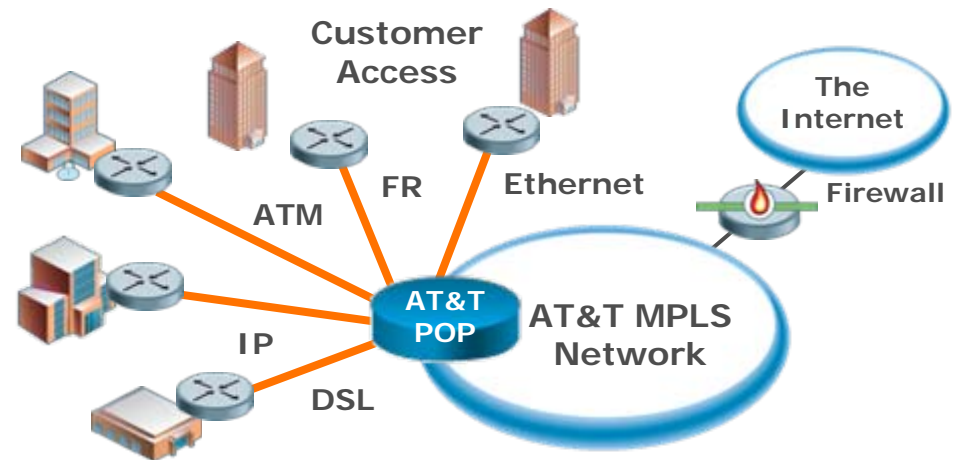 Customer
Access
The
Internet
Firewall
FR
Ethernet
ATM
AT&T
POP
AT&T MPLS
Network
IP
DSL